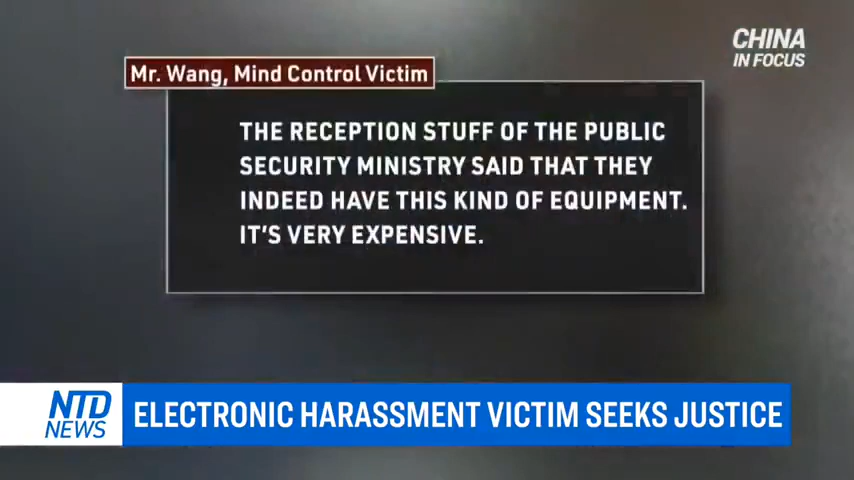 CHINA
IN FOCUS
Mr. Wang, Mind Control Victim
THE RECEPTION STUFF OF THE PUBLIC
SECURITY MINISTRY SAID THAT THEY
INDEED HAVE THIS KIND OF EQUIPMENT.
IT'S VERY EXPENSIVE.
NTD
NEWS
ELECTRONIC HARASSMENT VICTIM SEEKS JUSTICE